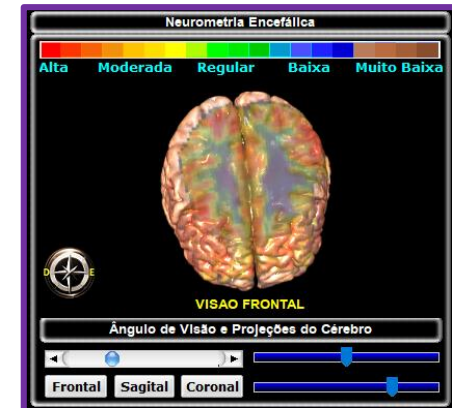 Neurometria Encefálica
Alta Moderada Regular Baixa Muito Baixa
D E
VISAO FRONTAL
Ângulo de Visão e Projeções do Cérebro
Frontal Sagital Coronal